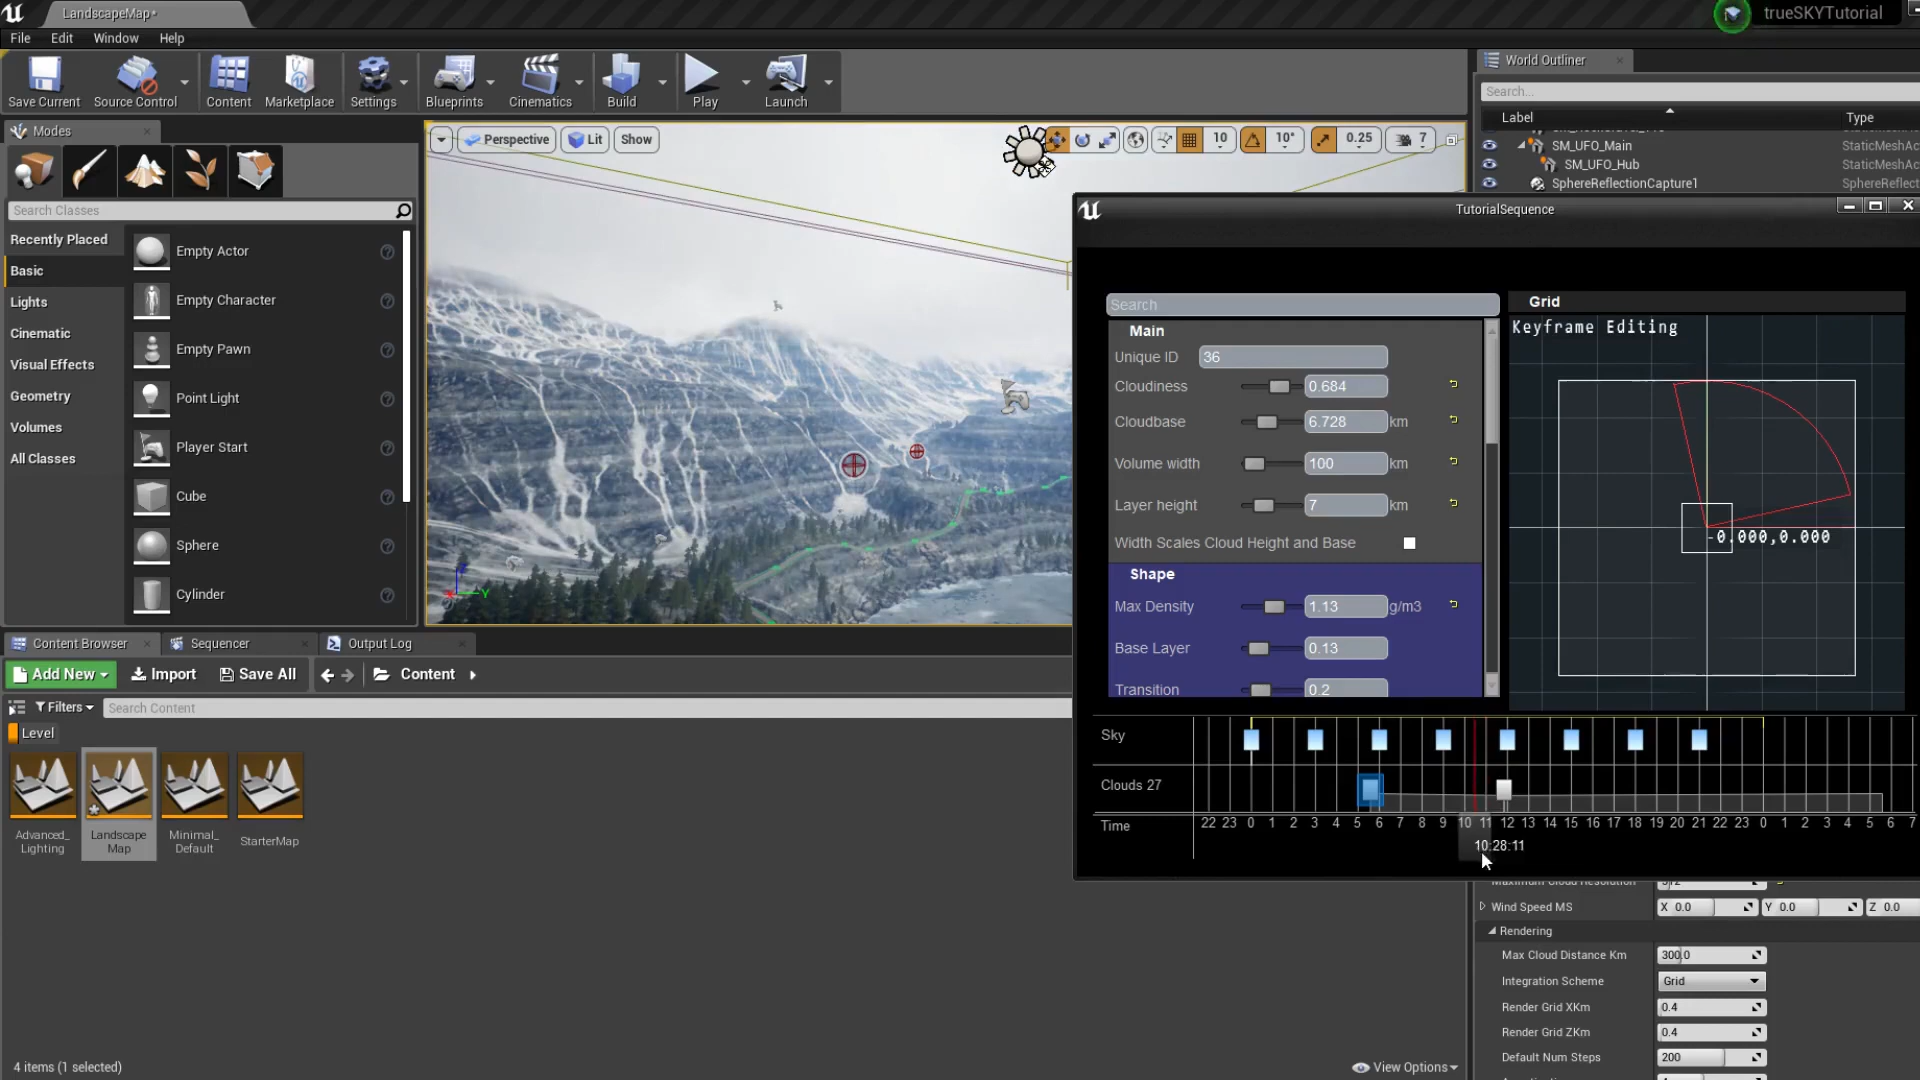 LandscapeMap*
trueSKYTutorial
File Edit Window Help
Save Current
Source Control
Content
Marketplace
Settings
Blueprints
Cinematics
Build
Play
Launch
World Outliner
Search...
Label Type
SM_UFO_Main StaticMeshAc
SM_UFO_Hub StaticMeshAc
SphereReflectionCapture1 SphereReflect
Modes
Search Classes
Recently Placed
Basic
Lights
Cinematic
Visual Effects
Geometry
Volumes
All Classes
Empty Actor
Empty Character
Empty Pawn
Point Light
Player Start
Cube
Sphere
Cylinder
Perspective Lit Show
10 10° 0.25 7
Y
TutorialSequence
Search
Main
Unique ID 36
Cloudiness 0.684
Cloudbase 6.728 km
Volume width 100 km
Layer height 7 km
Width Scales Cloud Height and Base
Shape
Max Density 1.13 g/m3
Base Layer 0.13
Transition 0.2
Grid
Keyframe Editing
-0.000,0.000
Sky
Clouds 27
Time 22 23 0 1 2 3 4 5 6 7 8 9 10 11 12 13 14 15 16 17 18 19 20 21 22 23 0 1 2 3 4 5 6 7
10:28:11
Content Browser Sequencer Output Log
Add New Import Save All Content
Filters Search Content
Level
Advanced_
Lighting
Landscape
Map
Minimal_
Default
StarterMap
4 items (1 selected)
View Options
Maximum Cloud Resolution
Wind Speed MS X 0.0 Y 0.0 Z 0.0
Rendering
Max Cloud Distance Km 300.0
Integration Scheme Grid
Render Grid XKm 0.4
Render Grid ZKm 0.4
Default Num Steps 200